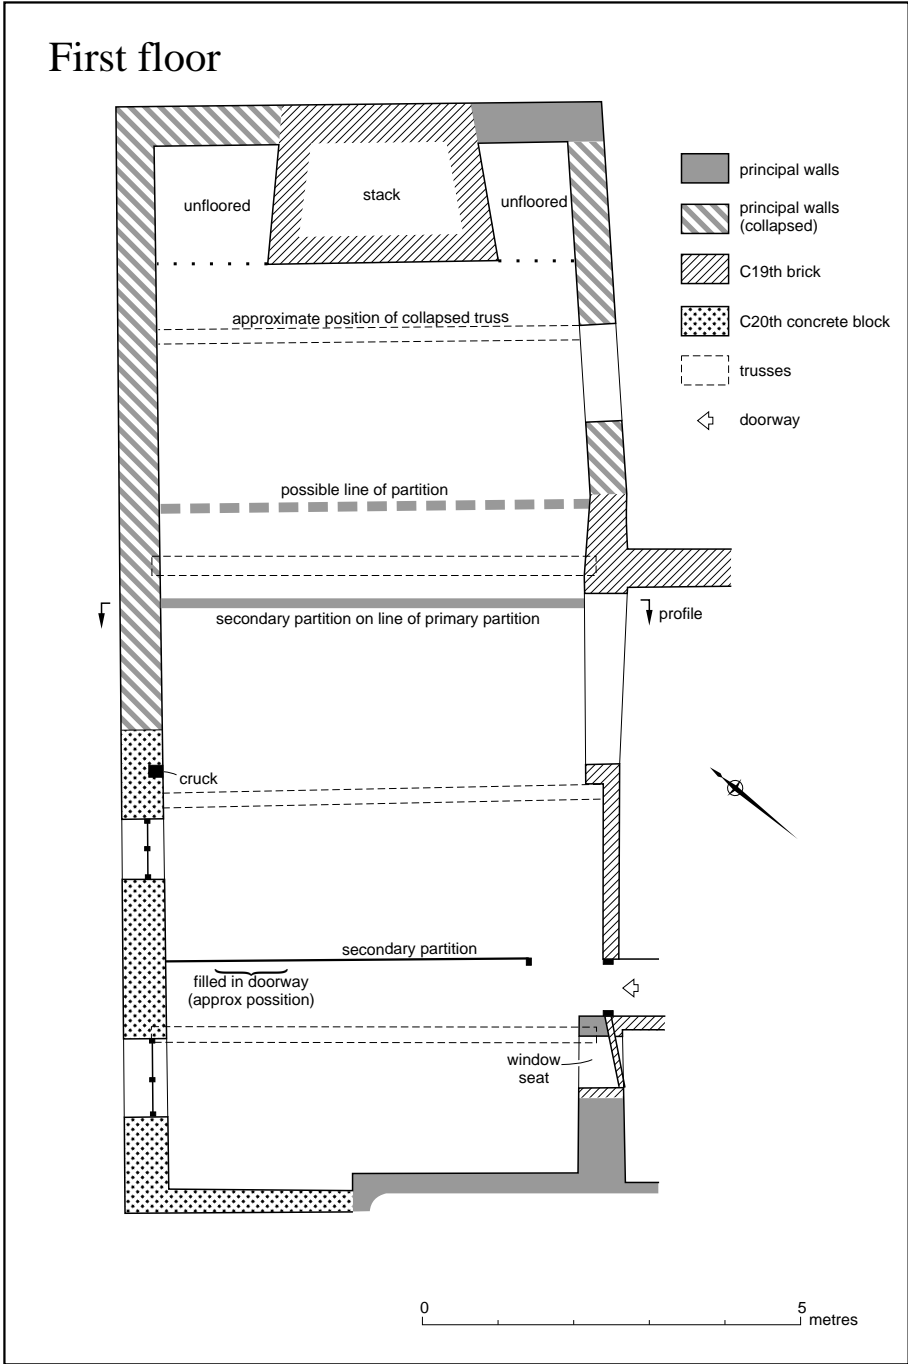 First floor
unfloored
stack
unfloored
principal walls
principal walls
(collapsed)
C19th brick
C20th concrete block
trusses
doorway
approximate position of collapsed truss
possible line of partition
secondary partition on line of primary partition
profile
cruck
secondary partition
filled in doorway
(approx possition)
window
seat
0
5
metres